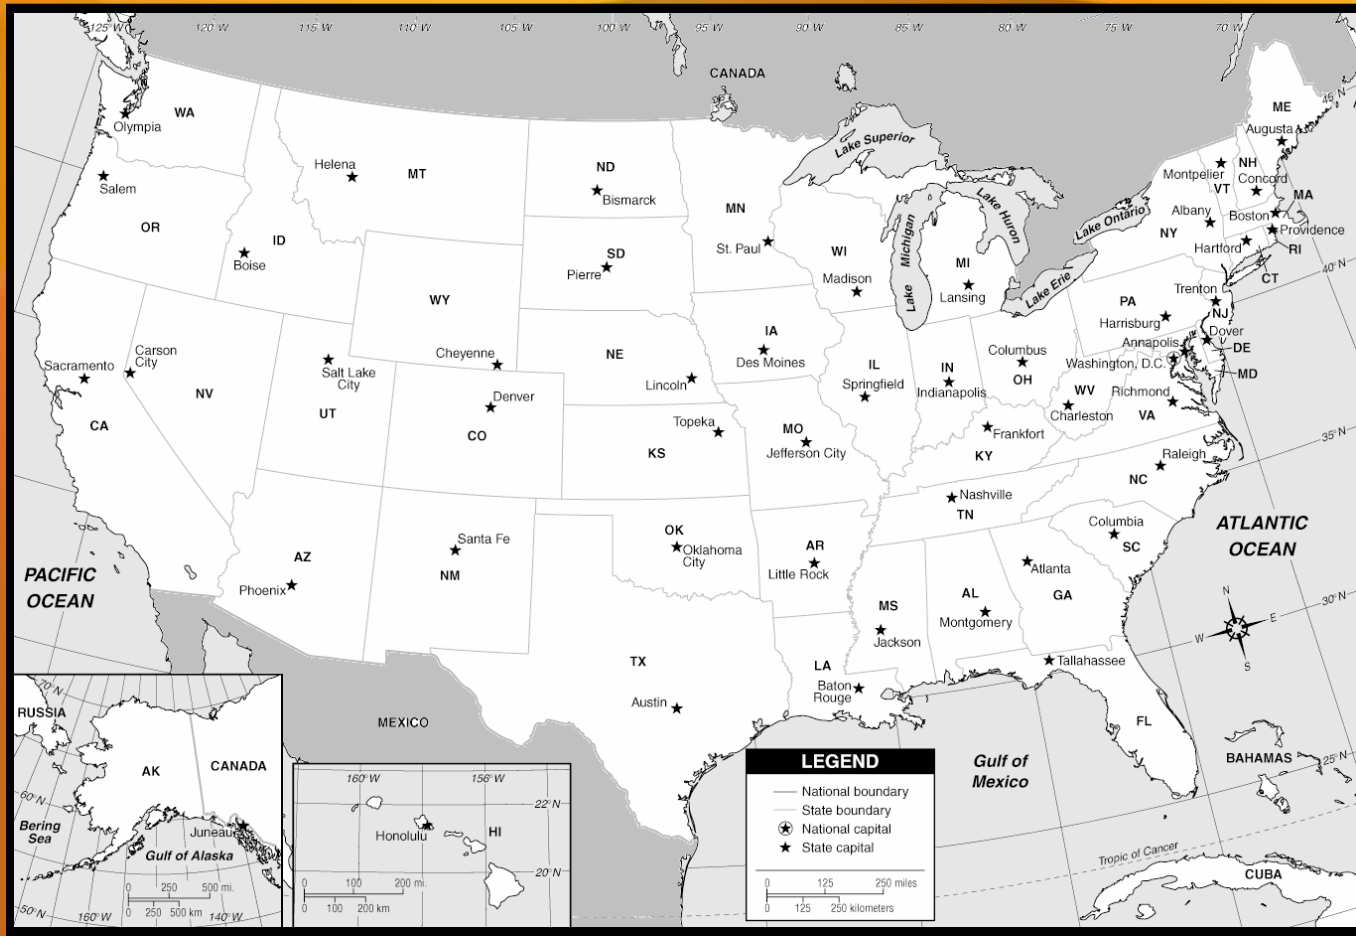 125°W
120°W
115°W
110°W
105°W
100°W
95°W
90°W
85°W
80°W
75°W
70°W
CANADA
45°N
WA
Olympia
Helena
MT
ND
Bismarck
Lake Superior
ME
Augusta
Salem
OR
ID
Boise
MN
St. Paul
WI
Madison
Lake Michigan
Lake Huron
MI
Lansing
Lake Ontario
Lake Erie
Montpelier
VT
NH
Concord
MA
Albany
Boston
NY
Providence
Hartford
RI
CT
40°N
SD
Pierre
WY
Cheyenne
NE
Lincoln
IA
Des Moines
PA
Harrisburg
Trenton
NJ
Dover
Annapolis
DE
Washington, D.C.
MD
Sacramento
Carson
City
NV
Salt Lake
City
UT
Denver
CO
Topeka
KS
IL
Springfield
IN
Indianapolis
Columbus
OH
WV
Charleston
Richmond
VA
CA
MO
Jefferson City
Frankfort
KY
35°N
Raleigh
NC
Nashville
TN
AZ
Phoenix
Santa Fe
NM
OK
Oklahoma
City
AR
Little Rock
Columbia
SC
Atlanta
GA
ATLANTIC
OCEAN
PACIFIC
OCEAN
MS
Jackson
AL
Montgomery
30°N
N
E
W
S
TX
Austin
LA
Baton
Rouge
Tallahassee
FL
MEXICO
Gulf of
Mexico
BAHAMAS
25°N
Tropic of Cancer
CUBA
70°N
RUSSIA
AK
CANADA
60°N
Bering
Sea
Juneau
Gulf of Alaska
0 250 500 mi.
0 250 500 km
50°N
160°W
140°W
160°W
156°W
22°N
Honolulu
HI
20°N
0 100 200 mi.
0 100 200 km
LEGEND
National boundary
State boundary
National capital
State capital
0 125 250 miles
0 125 250 kilometers